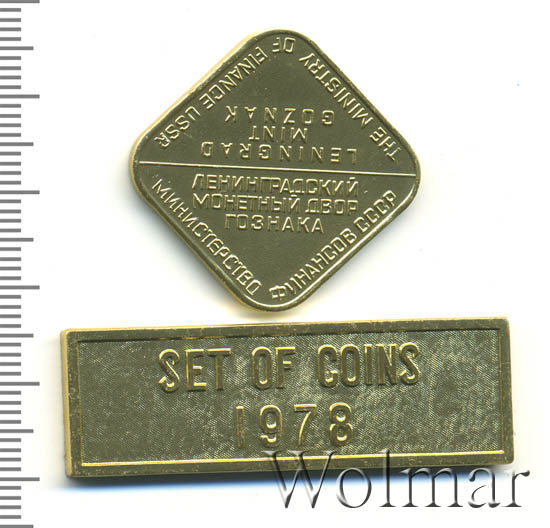 THE MINISTRY OF FINANCE USSR
LENINGRAD
MINT
GOZNAK
ЛЕНИНГРАДСКИЙ
МОНЕТНЫЙ ДВОР
ГОЗНАКА
МИНИСТЕРСТВО ФИНАНСОВ СССР
SET OF COINS
1978
Wolmar